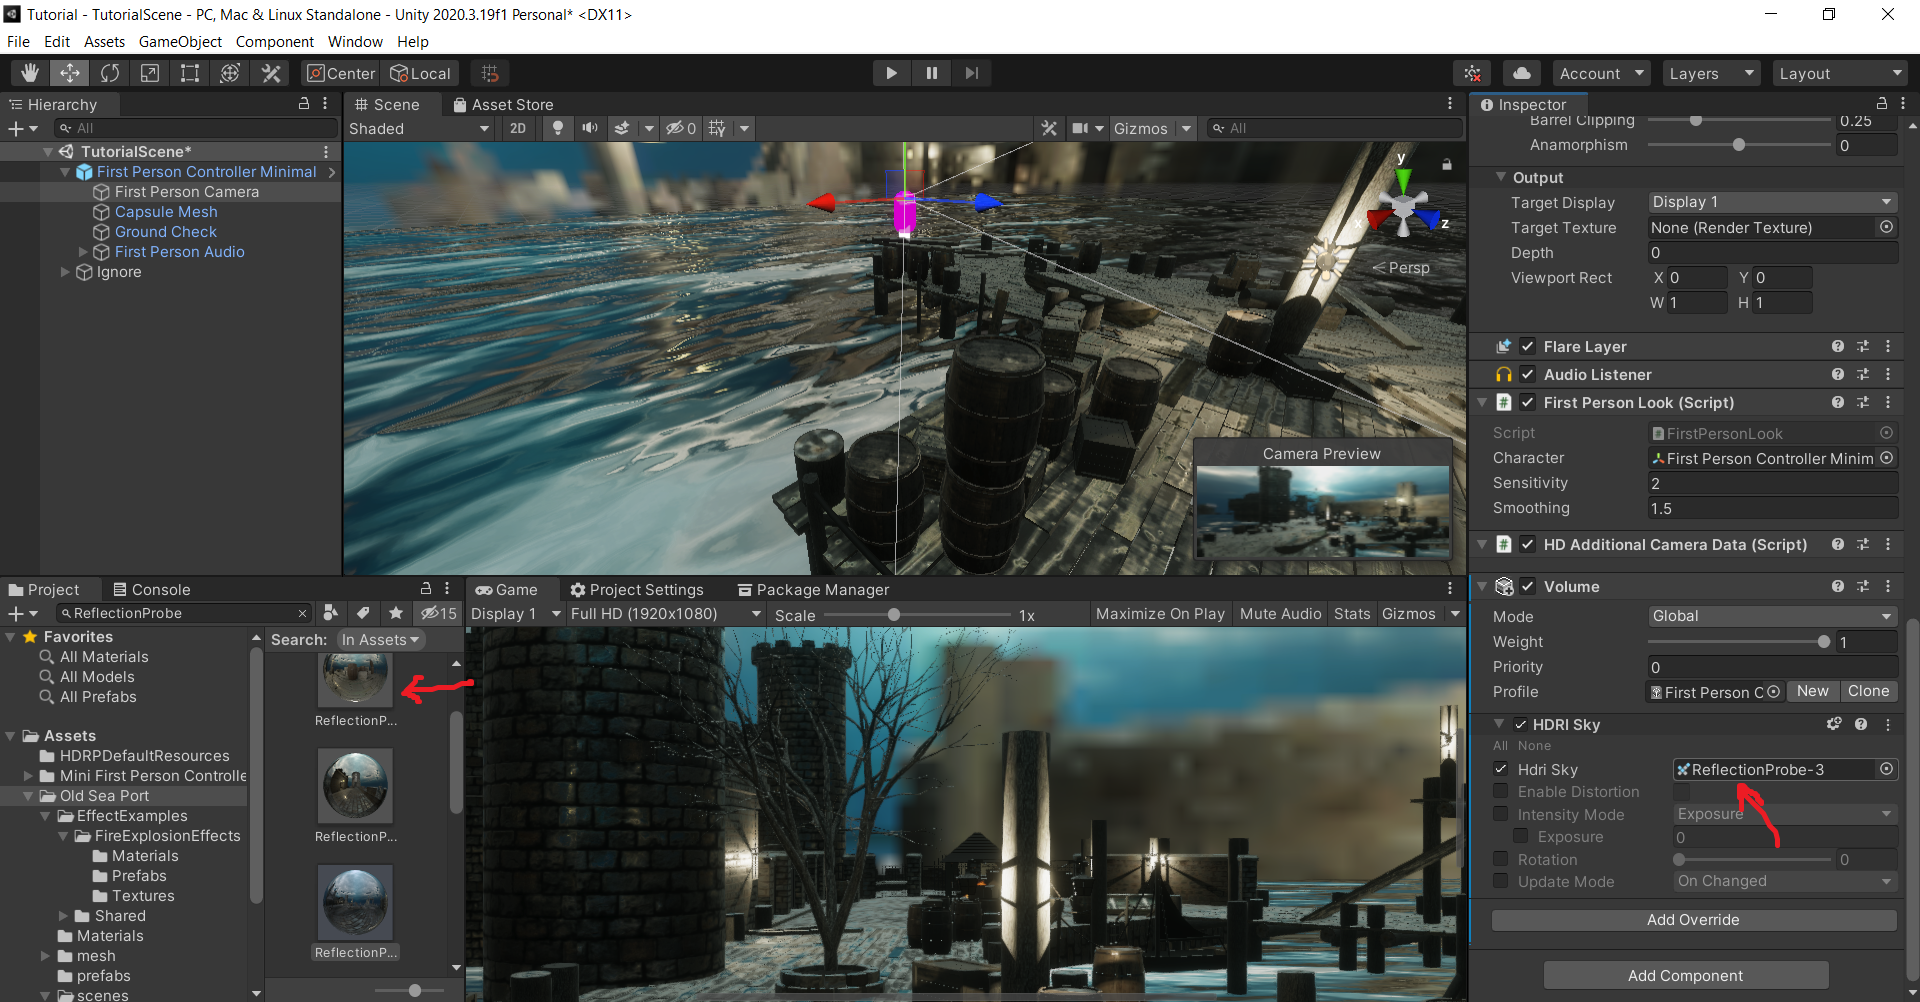 Tutorial - TutorialScene - PC, Mac & Linux Standalone - Unity 2020.3.19f1 Personal* <DX11>
File Edit Assets GameObject Component Window Help
Center Local Account Layers Layout
Hierarchy
All
TutorialScene*
First Person Controller Minimal
First Person Camera
Capsule Mesh
Ground Check
First Person Audio
Ignore
Scene Asset Store
Shaded 2D 0 Gizmos All
y
x z
Persp
Camera Preview
Inspector
Barrel Clipping 0.25
Anamorphism 0
Output
Target Display Display 1
Target Texture None (Render Texture)
Depth 0
Viewport Rect X 0 Y 0
W 1 H 1
Flare Layer
Audio Listener
# First Person Look (Script)
Script FirstPersonLook
Character First Person Controller Minim
Sensitivity 2
Smoothing 1.5
# HD Additional Camera Data (Script)
Volume
Mode Global
Weight 1
Priority 0
Profile First Person C New Clone
HDRI Sky
All None
Hdri Sky ReflectionProbe-3
Enable Distortion
Intensity Mode Exposure
Exposure 0
Rotation 0
Update Mode On Changed
Add Override
Add Component
Project Console
ReflectionProbe 15
Favorites
All Materials
All Models
All Prefabs
Assets
HDRPDefaultResources
Mini First Person Controlle
Old Sea Port
EffectExamples
FireExplosionEffects
Materials
Prefabs
Textures
Shared
Materials
mesh
prefabs
scenes
Search: In Assets
ReflectionP...
ReflectionP...
ReflectionP...
Game Project Settings Package Manager
Display 1 Full HD (1920x1080) Scale 1x Maximize On Play Mute Audio Stats Gizmos